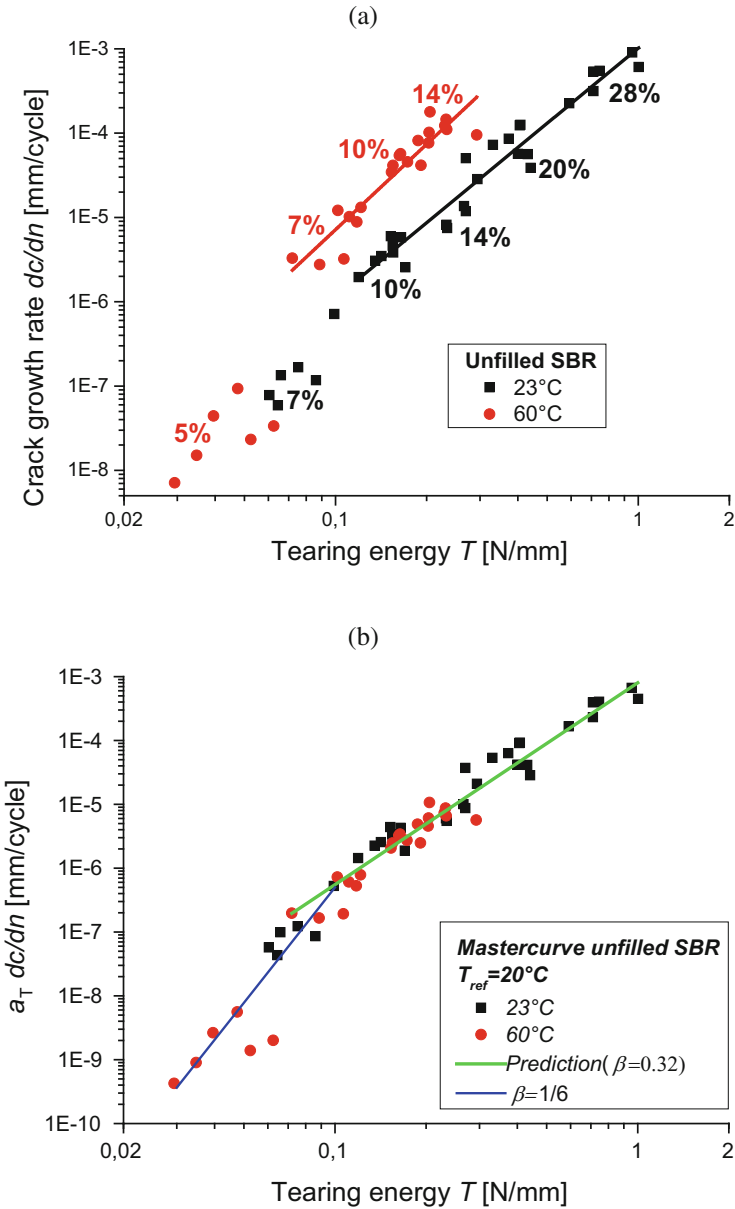 (a)
1E-3
1E-4
1E-5
1E-6
1E-7
1E-8
Crack growth rate dc/dn [mm/cycle]
14%
10%
7%
5%
28%
20%
14%
10%
7%
Unfilled SBR
23°C
60°C
0,02
0,1
1
2
Tearing energy T [N/mm]
(b)
1E-3
1E-4
1E-5
1E-6
1E-7
1E-8
1E-9
1E-10
a_T dc/dn [mm/cycle]
Mastercurve unfilled SBR
T_ref=20°C
23°C
60°C
Prediction( β=0.32)
β=1/6
0,02
0,1
1
2
Tearing energy T [N/mm]